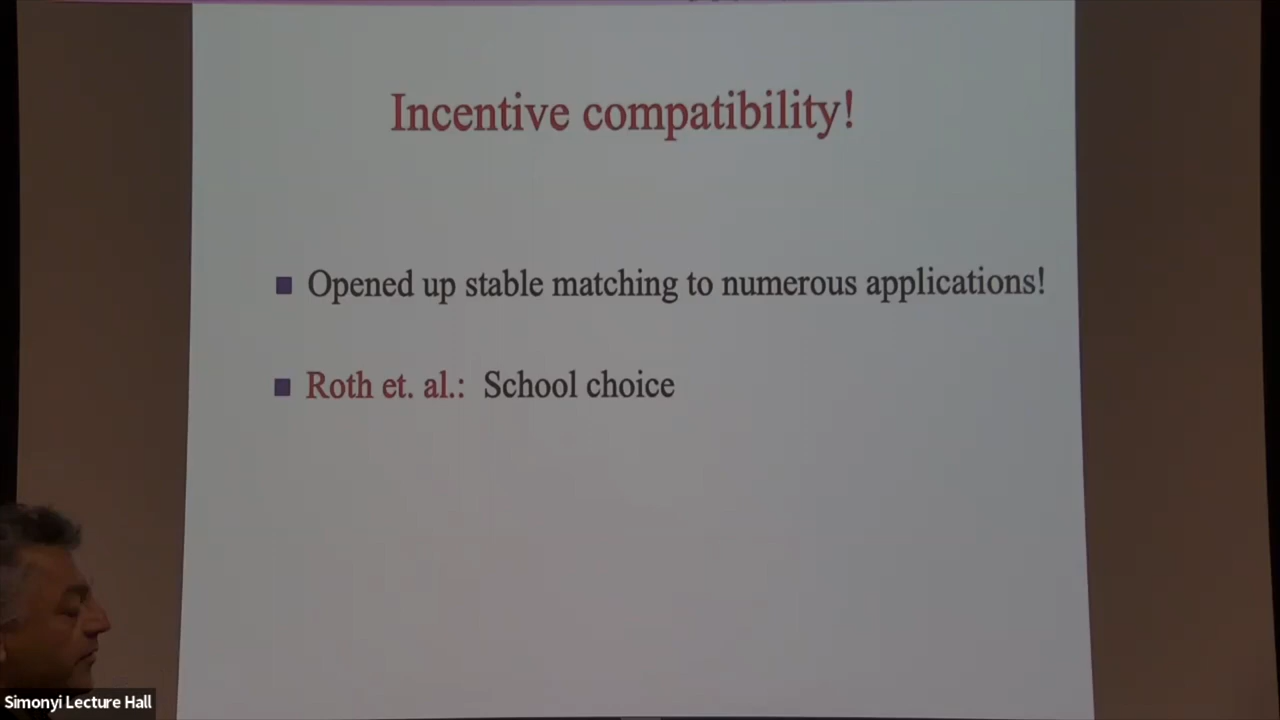 Incentive compatibility!
■ Opened up stable matching to numerous applications!
■ Roth et. al.: School choice
Simonyi Lecture Hall